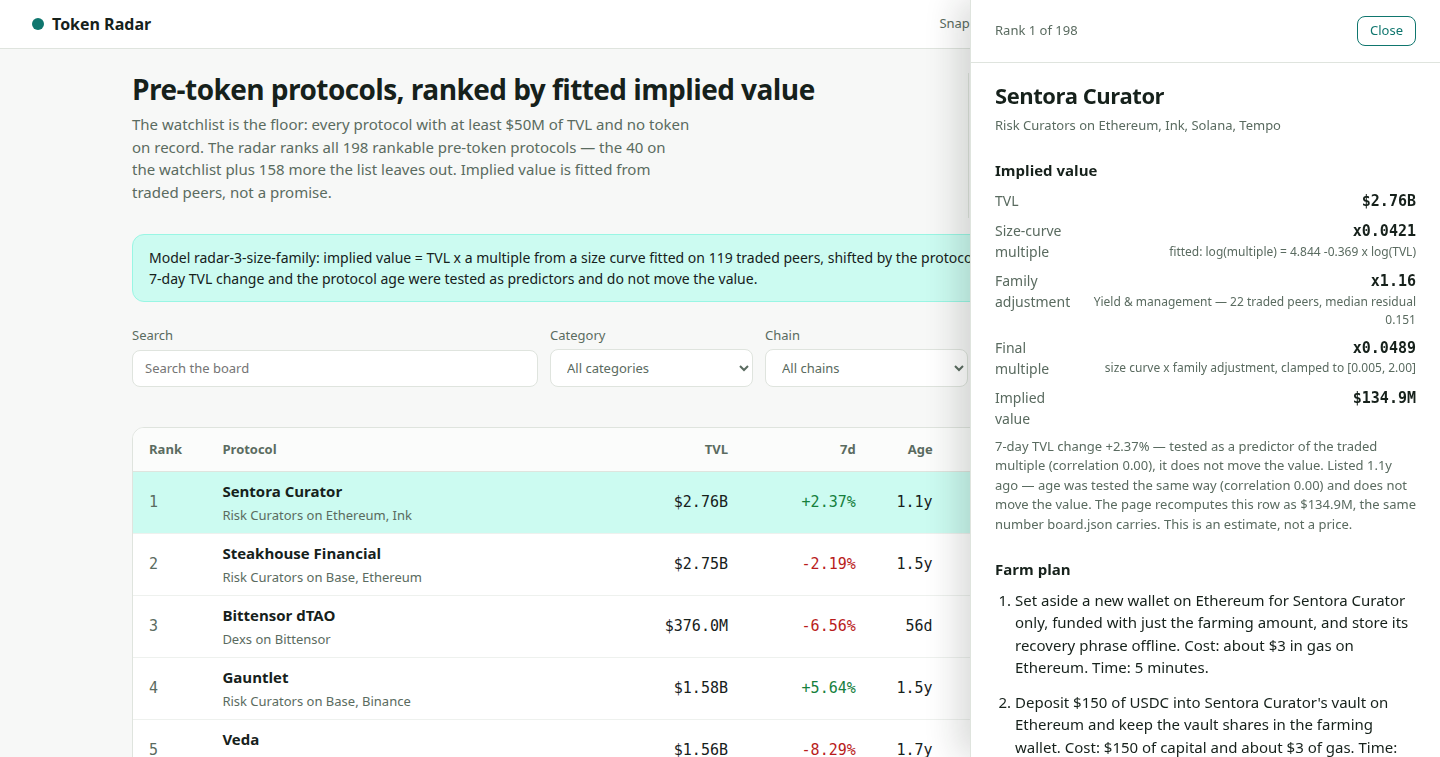 Token Radar
Snap
Pre-token protocols, ranked by fitted implied value
The watchlist is the floor: every protocol with at least $50M of TVL and no token
on record. The radar ranks all 198 rankable pre-token protocols — the 40 on
the watchlist plus 158 more the list leaves out. Implied value is fitted from
traded peers, not a promise.
Model radar-3-size-family: implied value = TVL x a multiple from a size curve fitted on 119 traded peers, shifted by the protoco
7-day TVL change and the protocol age were tested as predictors and do not move the value.
Search
Category
Chain
Search the board
All categories
All chains
Rank
Protocol
TVL
7d
Age
1
Sentora Curator
Risk Curators on Ethereum, Ink
$2.76B
+2.37%
1.1y
2
Steakhouse Financial
Risk Curators on Base, Ethereum
$2.75B
-2.19%
1.5y
3
Bittensor dTAO
Dexs on Bittensor
$376.0M
-6.56%
56d
4
Gauntlet
Risk Curators on Base, Binance
$1.58B
+5.64%
1.5y
5
Veda
$1.56B
-8.29%
1.7y
Rank 1 of 198
Close
Sentora Curator
Risk Curators on Ethereum, Ink, Solana, Tempo
Implied value
TVL
$2.76B
Size-curve
multiple
x0.0421
fitted: log(multiple) = 4.844 -0.369 x log(TVL)
Family
adjustment
x1.16
Yield & management — 22 traded peers, median residual
0.151
Final
multiple
x0.0489
size curve x family adjustment, clamped to [0.005, 2.00]
Implied
value
$134.9M
7-day TVL change +2.37% — tested as a predictor of the traded
multiple (correlation 0.00), it does not move the value. Listed 1.1y
ago — age was tested the same way (correlation 0.00) and does not
move the value. The page recomputes this row as $134.9M, the same
number board.json carries. This is an estimate, not a price.
Farm plan
1. Set aside a new wallet on Ethereum for Sentora Curator
only, funded with just the farming amount, and store its
recovery phrase offline. Cost: about $3 in gas on
Ethereum. Time: 5 minutes.
2. Deposit $150 of USDC into Sentora Curator's vault on
Ethereum and keep the vault shares in the farming
wallet. Cost: $150 of capital and about $3 of gas. Time: